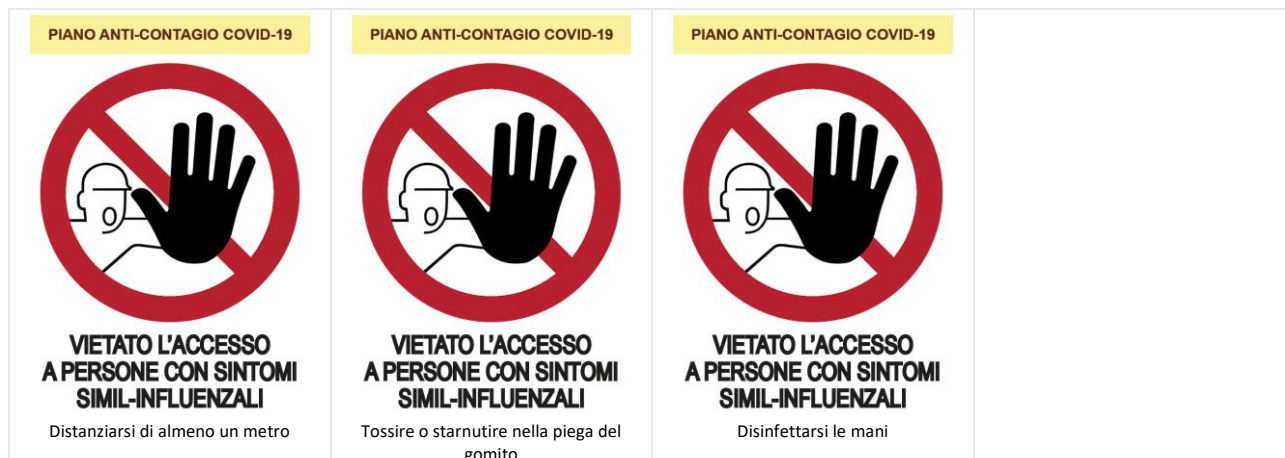 PIANO ANTI-CONTAGIO COVID-19
VIETATO L'ACCESSO
A PERSONE CON SINTOMI
SIMIL-INFLUENZALI
Distanziarsi di almeno un metro
PIANO ANTI-CONTAGIO COVID-19
VIETATO L'ACCESSO
A PERSONE CON SINTOMI
SIMIL-INFLUENZALI
Tossire o starnutire nella piega del
gomito
PIANO ANTI-CONTAGIO COVID-19
VIETATO L'ACCESSO
A PERSONE CON SINTOMI
SIMIL-INFLUENZALI
Disinfettarsi le mani